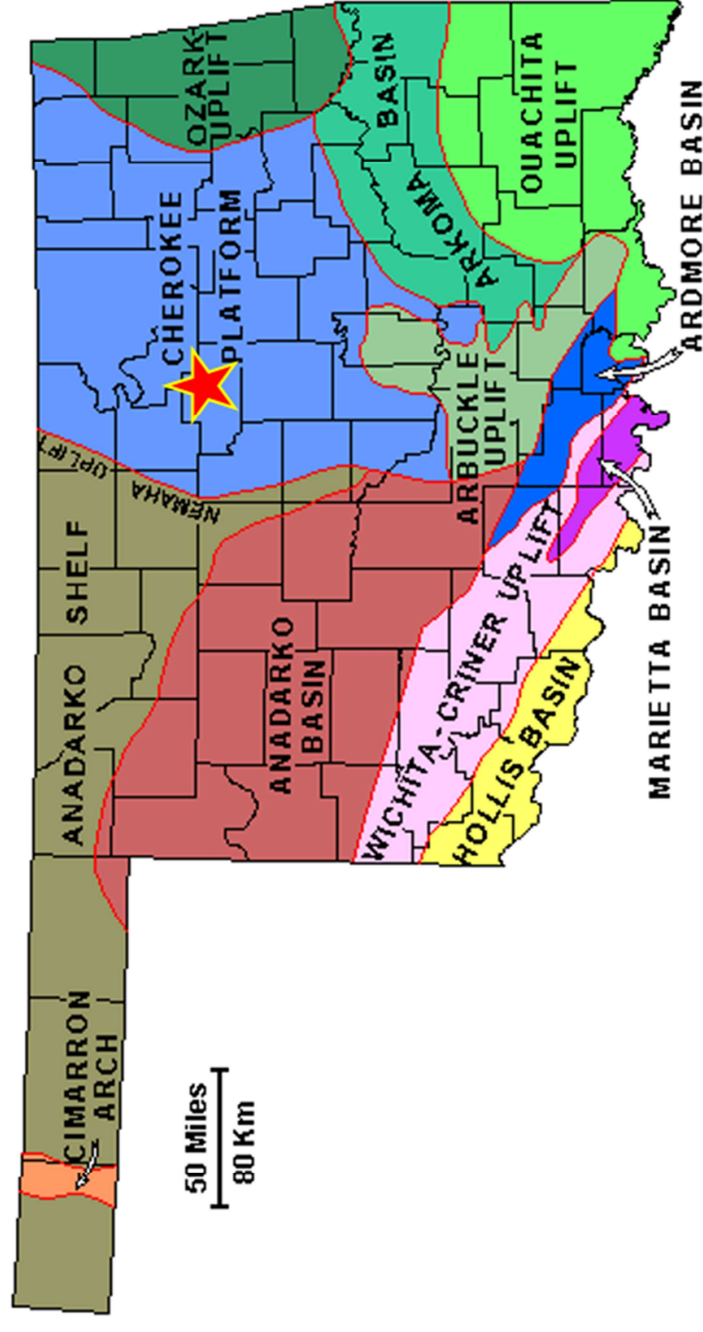 CIMARRON
ARCH
ANADARKO SHELF
NEMAHA UPLIFT
CHEROKEE
PLATFORM
OZARK
UPLIFT
ANADARKO
BASIN
ARKOMA BASIN
ARBUCKLE
UPLIFT
OUACHITA
UPLIFT
WICHITA-CRINER UPLIFT
HOLLIS BASIN
MARIETTA BASIN
ARDMORE BASIN
50 Miles
80 Km